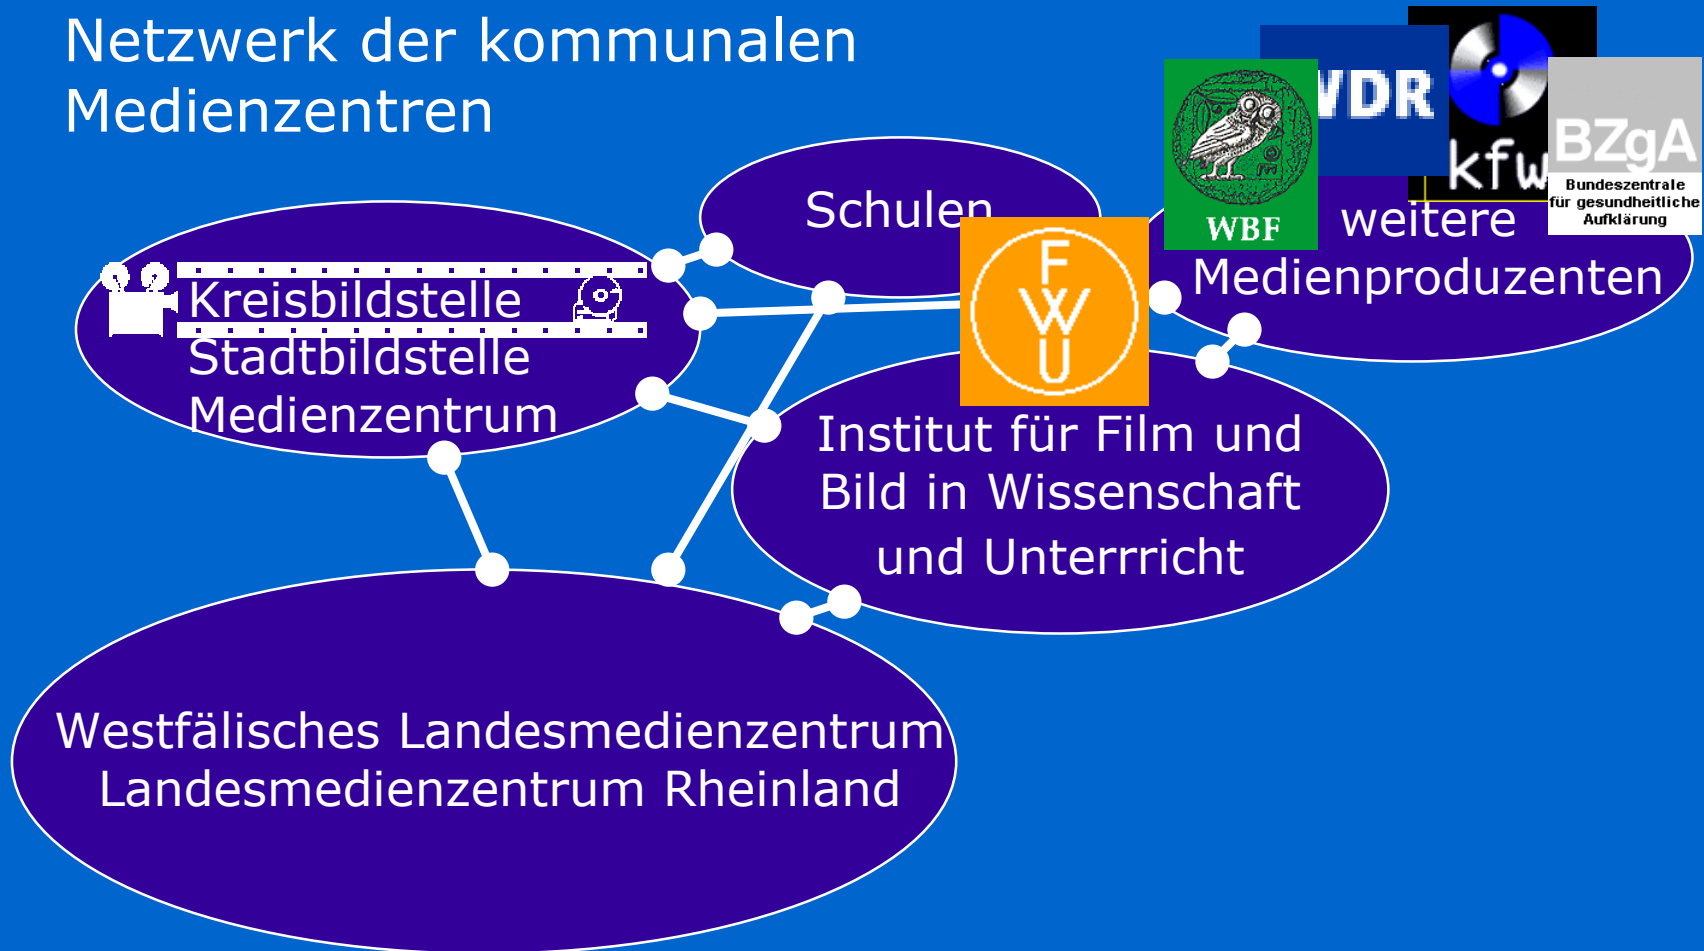 Netzwerk der kommunalen
Medienzentren
WDR
kfw
BZgA
Bundeszentrale
für gesundheitliche
Aufklärung
WBF
Schulen
weitere
Medienproduzenten
FWU
Kreisbildstelle
Stadtbildstelle
Medienzentrum
Institut für Film und
Bild in Wissenschaft
und Unterrricht
Westfälisches Landesmedienzentrum
Landesmedienzentrum Rheinland